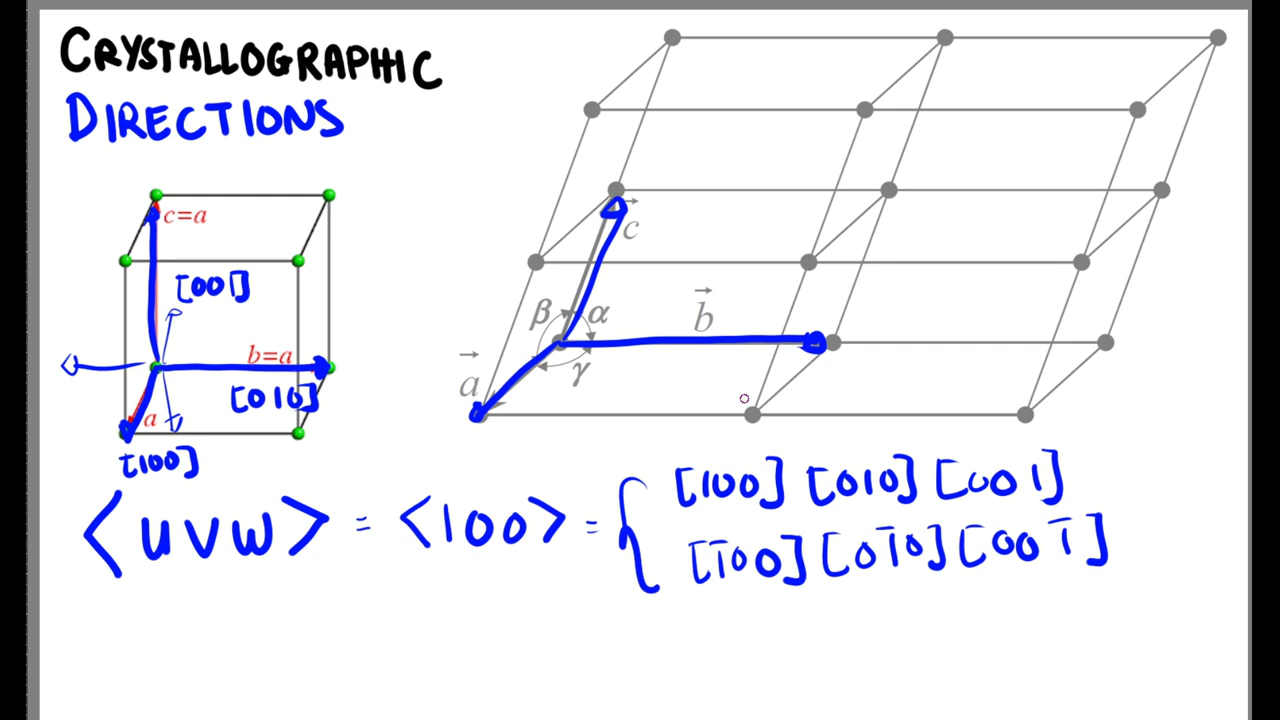 CRYSTALLOGRAPHIC
DIRECTIONS
c=a
[001]
b=a
[010]
a
[100]
c⃗
β α
b⃗
γ
a⃗
<uvw> = <100> = { [100] [010] [001]
[1̄00] [01̄0] [001̄]